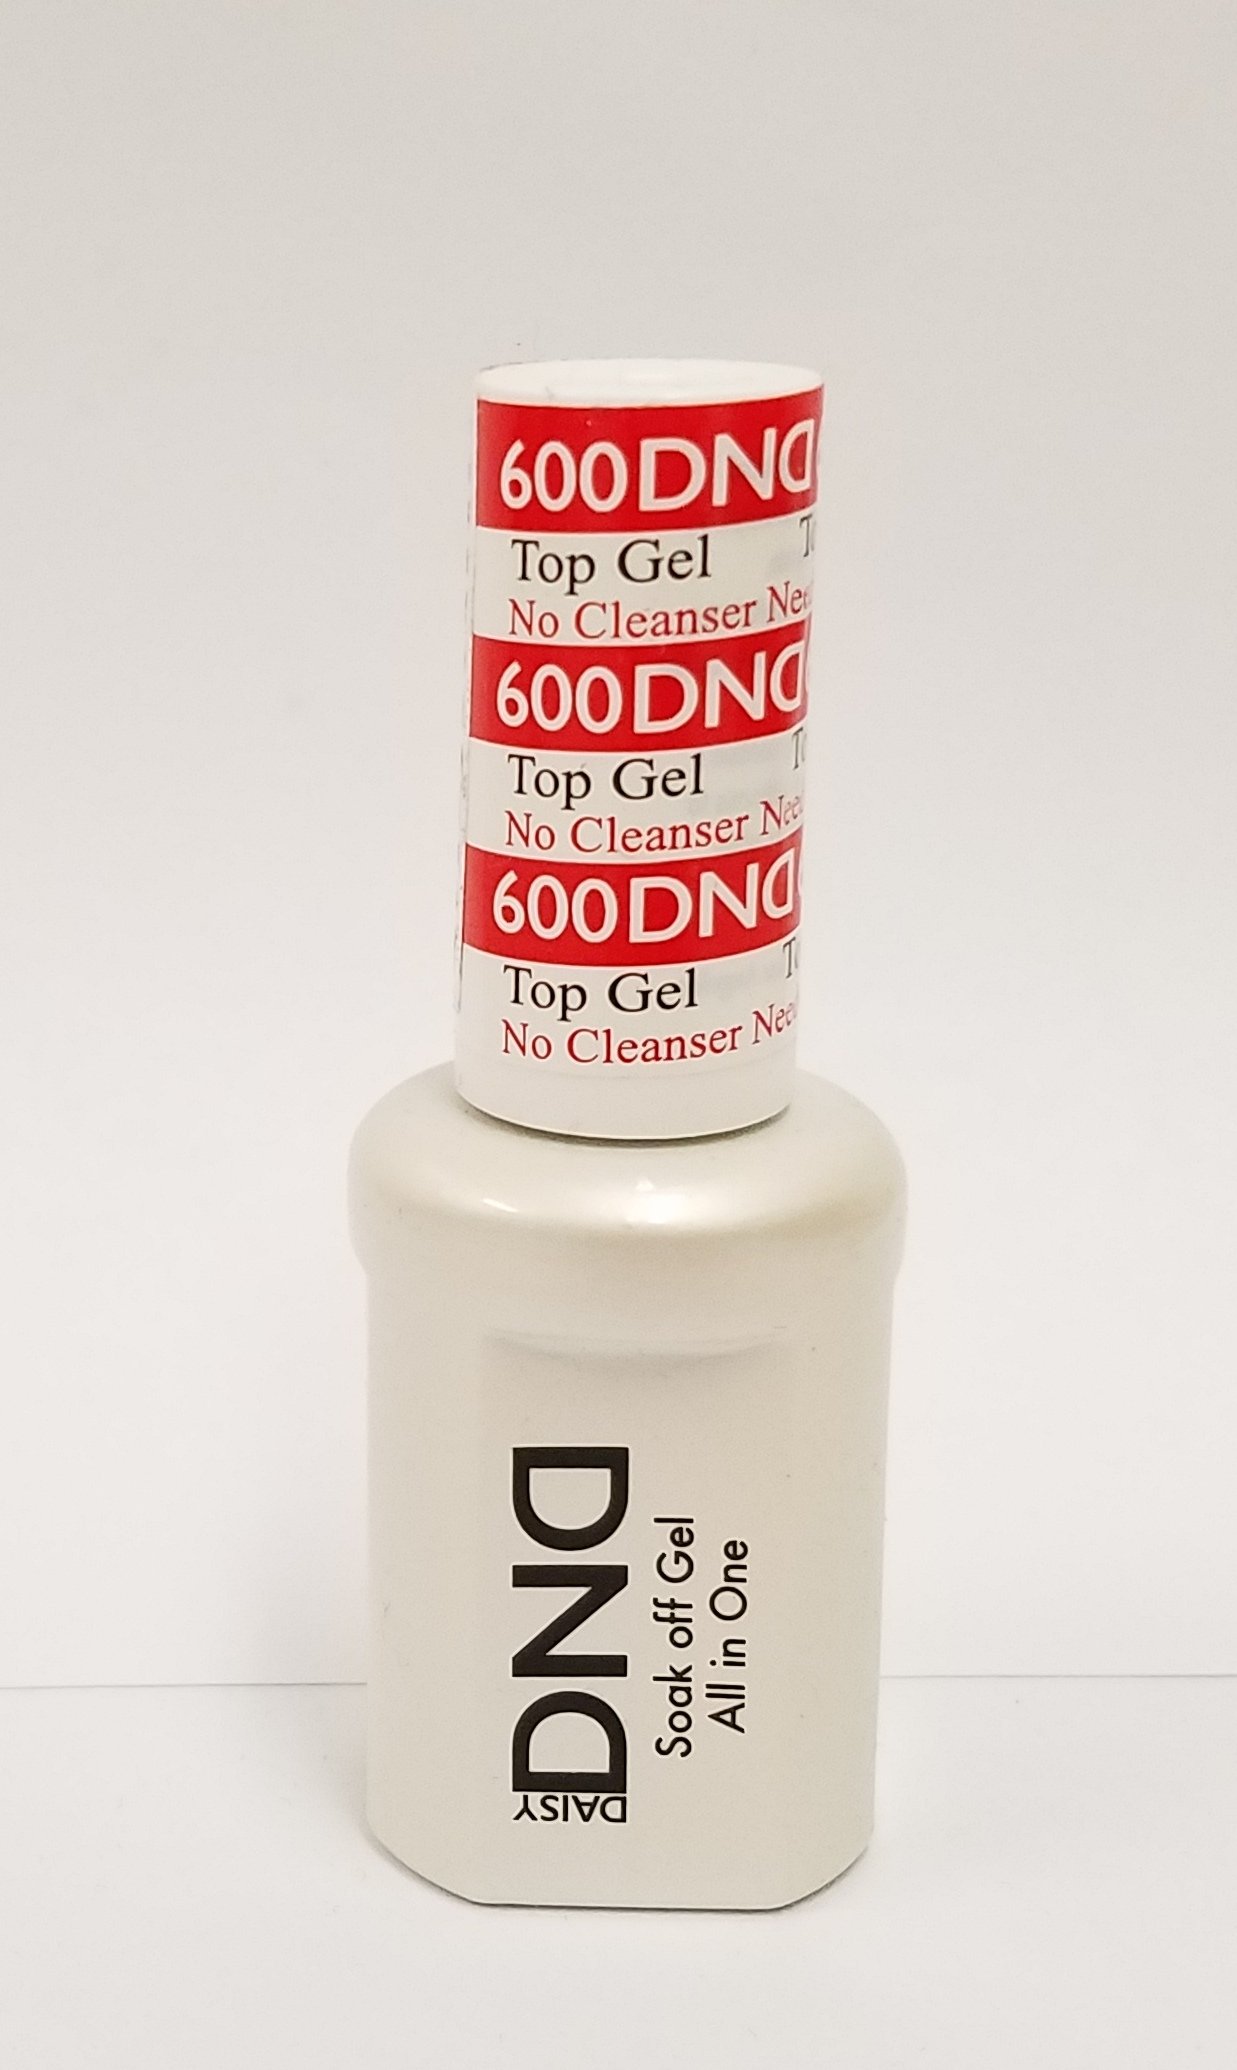 600DND
Top Gel
No Cleanser
600DND
Top Gel
No Cleanser
600DND
Top Gel
No Cleanser
DAISY
DND
Soak off Gel
All in One